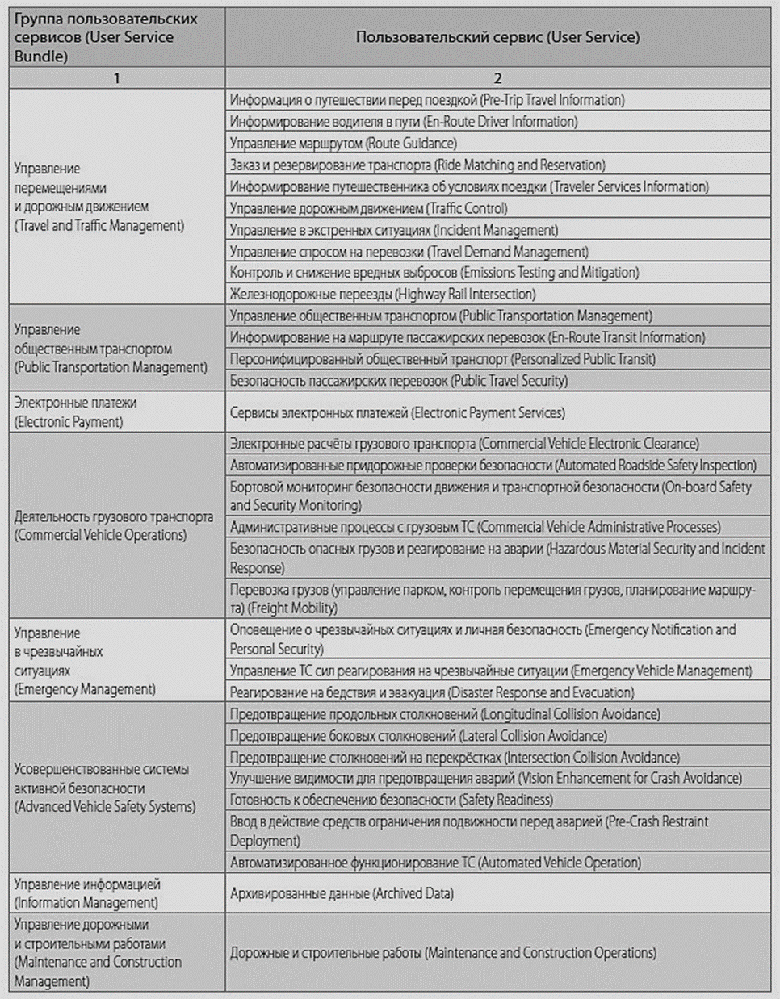 Группа пользовательских
сервисов (User Service
Bundle)
Пользовательский сервис (User Service)
1
2
Управление
перемещениями
и дорожным движением
(Travel and Traffic Management)
Информация о путешествии перед поездкой (Pre-Trip Travel Information)
Информирование водителя в пути (En-Route Driver Information)
Управление маршрутом (Route Guidance)
Заказ и резервирование транспорта (Ride Matching and Reservation)
Информирование путешественника об условиях поездки (Traveler Services Information)
Управление дорожным движением (Traffic Control)
Управление в экстренных ситуациях (Incident Management)
Управление спросом на перевозки (Travel Demand Management)
Контроль и снижение вредных выбросов (Emissions Testing and Mitigation)
Железнодорожные переезды (Highway Rail Intersection)
Управление
общественным транспортом
(Public Transportation Management)
Управление общественным транспортом (Public Transportation Management)
Информирование на маршруте пассажирских перевозок (En-Route Transit Information)
Персонифицированный общественный транспорт (Personalized Public Transit)
Безопасность пассажирских перевозок (Public Travel Security)
Электронные платежи
(Electronic Payment)
Сервисы электронных платежей (Electronic Payment Services)
Деятельность грузового транспорта
(Commercial Vehicle Operations)
Электронные расчёты грузового транспорта (Commercial Vehicle Electronic Clearance)
Автоматизированные придорожные проверки безопасности (Automated Roadside Safety Inspection)
Бортовой мониторинг безопасности движения и транспортной безопасности (On-board Safety
and Security Monitoring)
Административные процессы с грузовым ТС (Commercial Vehicle Administrative Processes)
Безопасность опасных грузов и реагирование на аварии (Hazardous Material Security and Incident
Response)
Перевозка грузов (управление парком, контроль перемещения грузов, планирование маршру-
та) (Freight Mobility)
Управление
в чрезвычайных
ситуациях
(Emergency Management)
Оповещение о чрезвычайных ситуациях и личная безопасность (Emergency Notification and
Personal Security)
Управление ТС сил реагирования на чрезвычайные ситуации (Emergency Vehicle Management)
Реагирование на бедствия и эвакуация (Disaster Response and Evacuation)
Усовершенствованные системы
активной безопасности
(Advanced Vehicle Safety Systems)
Предотвращение продольных столкновений (Longitudinal Collision Avoidance)
Предотвращение боковых столкновений (Lateral Collision Avoidance)
Предотвращение столкновений на перекрёстках (Intersection Collision Avoidance)
Улучшение видимости для предотвращения аварий (Vision Enhancement for Crash Avoidance)
Готовность к обеспечению безопасности (Safety Readiness)
Ввод в действие средств ограничения подвижности перед аварией (Pre-Crash Restraint
Deployment)
Автоматизированное функционирование ТС (Automated Vehicle Operation)
Управление информацией
(Information Management)
Архивированные данные (Archived Data)
Управление дорожными
и строительными работами
(Maintenance and Construction
Management)
Дорожные и строительные работы (Maintenance and Construction Operations)